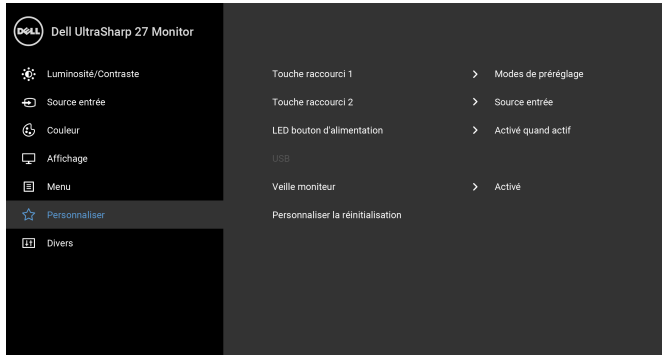 DELL Dell UltraSharp 27 Monitor
Luminosité/Contraste
Source entrée
Couleur
Affichage
Menu
Personnaliser
Divers
Touche raccourci 1 Modes de préréglage
Touche raccourci 2 Source entrée
LED bouton d'alimentation Activé quand actif
USB
Veille moniteur Activé
Personnaliser la réinitialisation